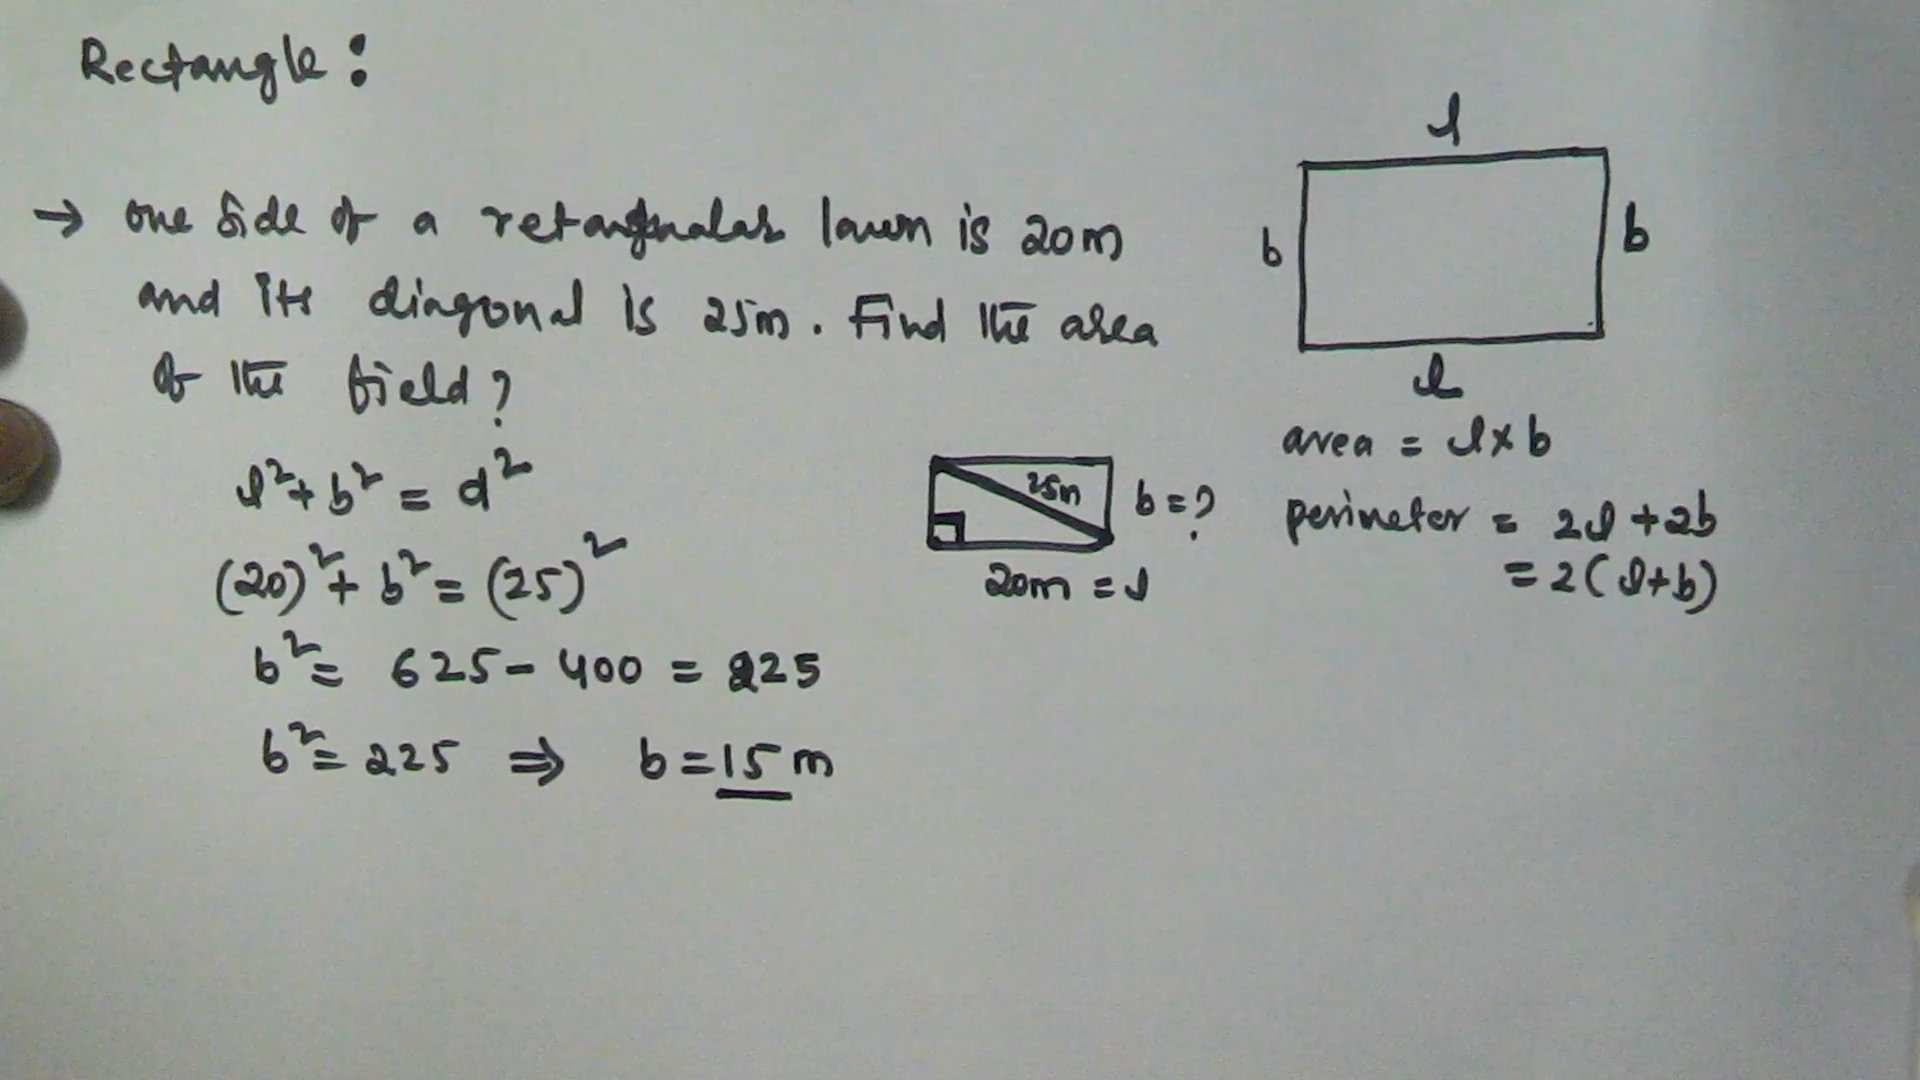 Rectangle :
→ one side of a retangualar lawn is 20m
and its diagonal is 25m. Find the area
of the field?
l² + b² = d²
(20)² + b² = (25)²
b² = 625 - 400 = 225
b² = 225 ⇒ b = 15 m
25m
b = ?
20m = l
l
b
b
l
area = l x b
perimeter = 2l + 2b
= 2(l+b)